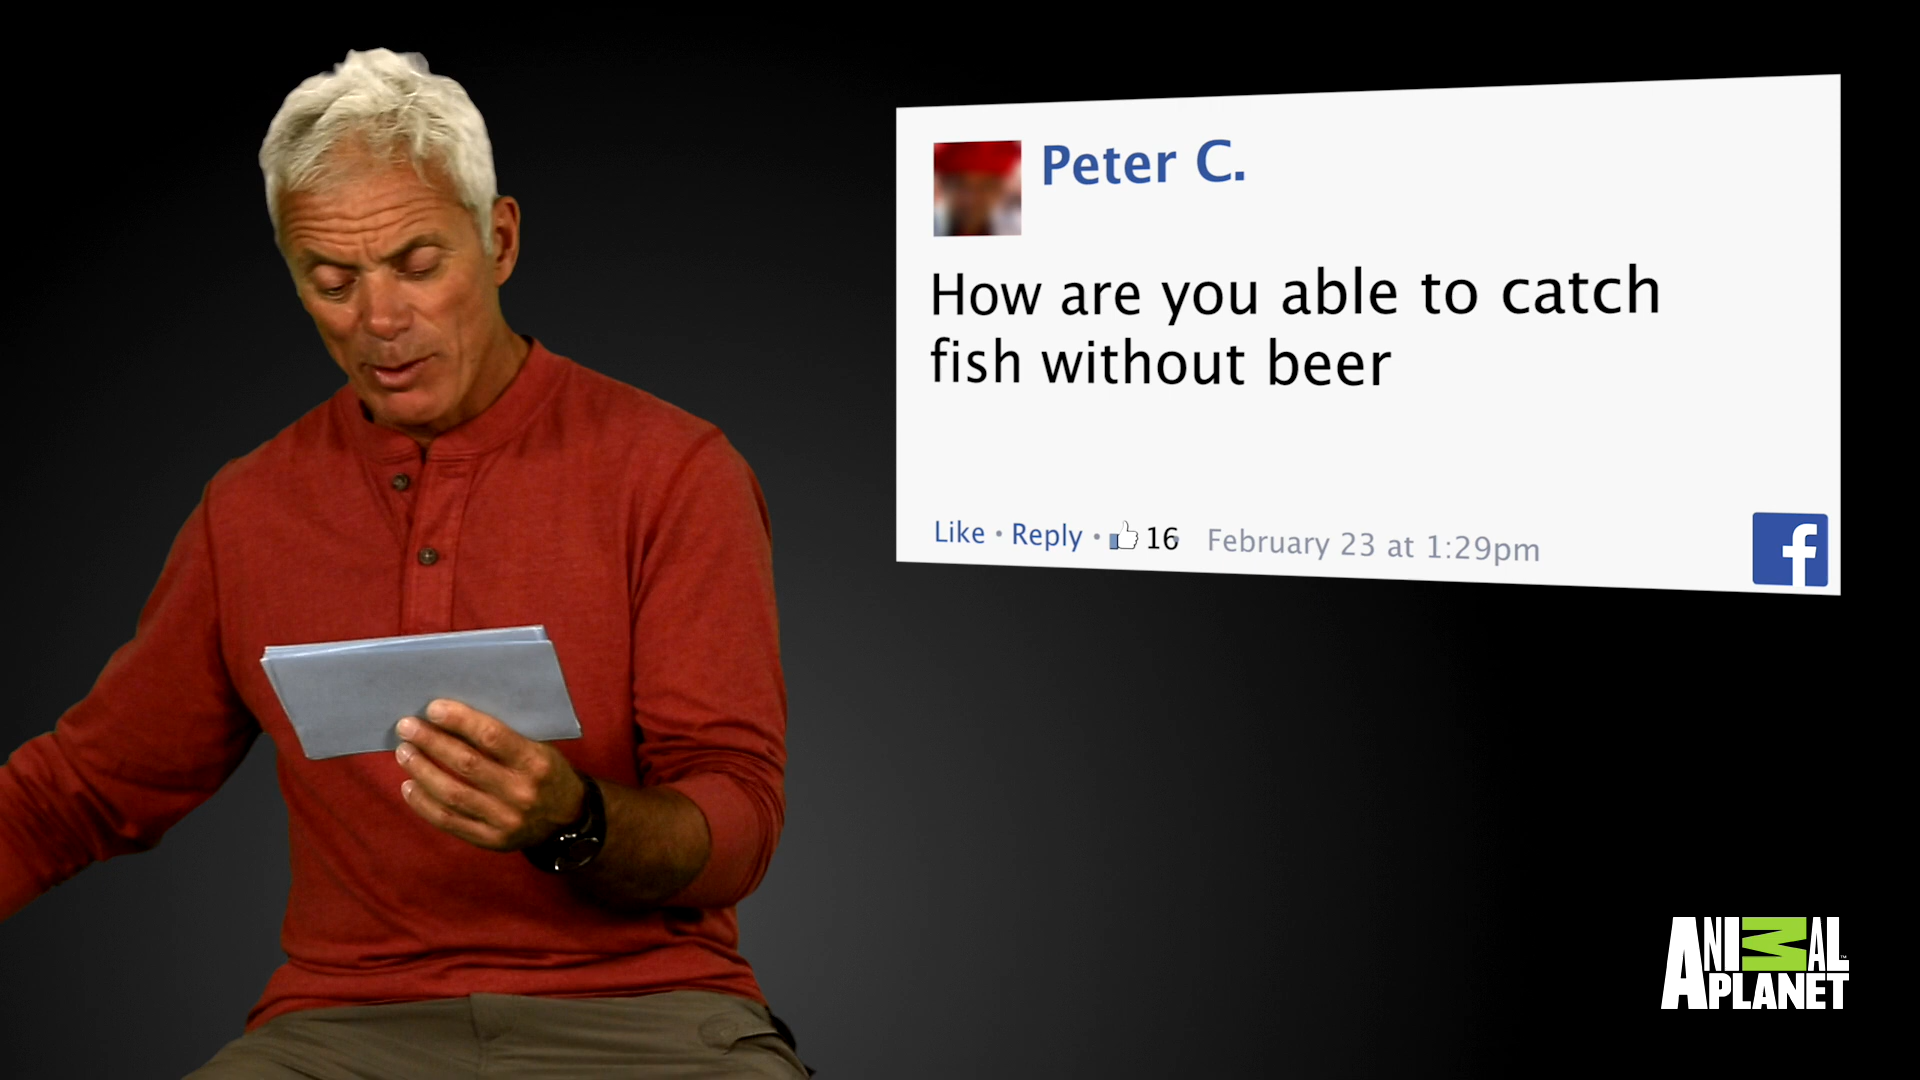 Peter C.
How are you able to catch
fish without beer
Like • Reply • 16 February 23 at 1:29pm
f
ANIMAL
PLANET